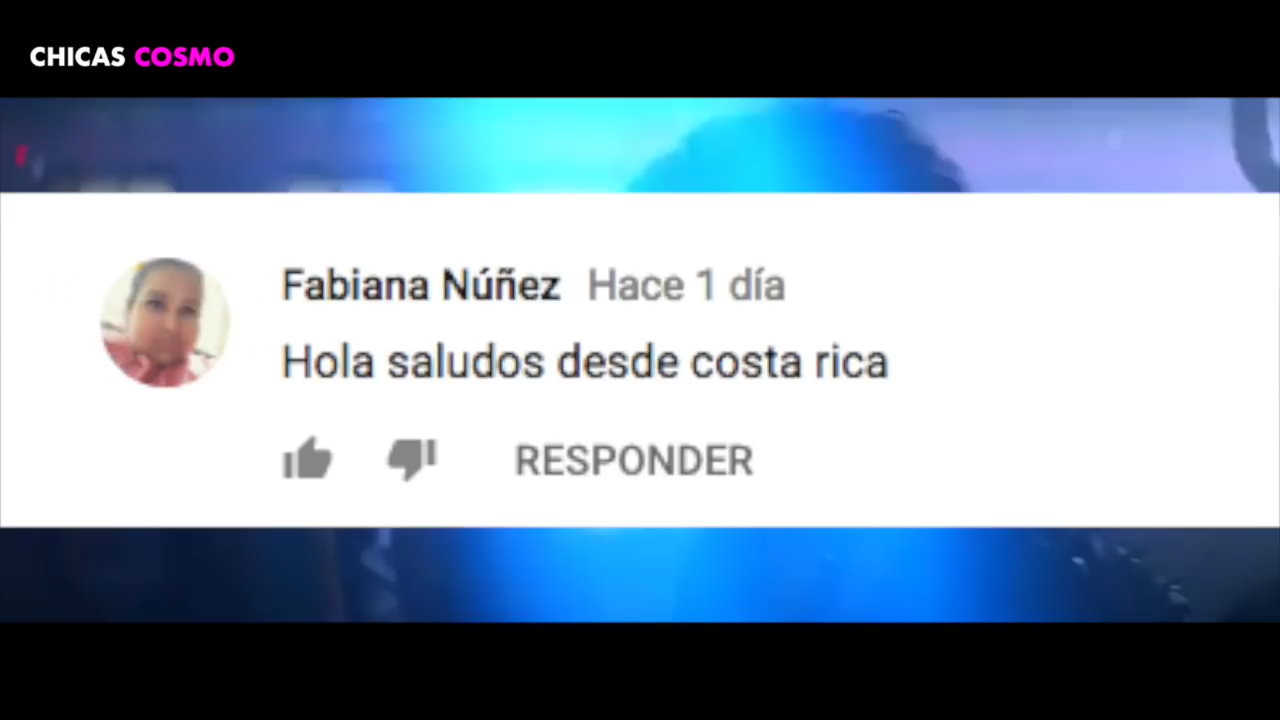 CHICAS COSMO
Fabiana Núñez Hace 1 día
Hola saludos desde costa rica
RESPONDER